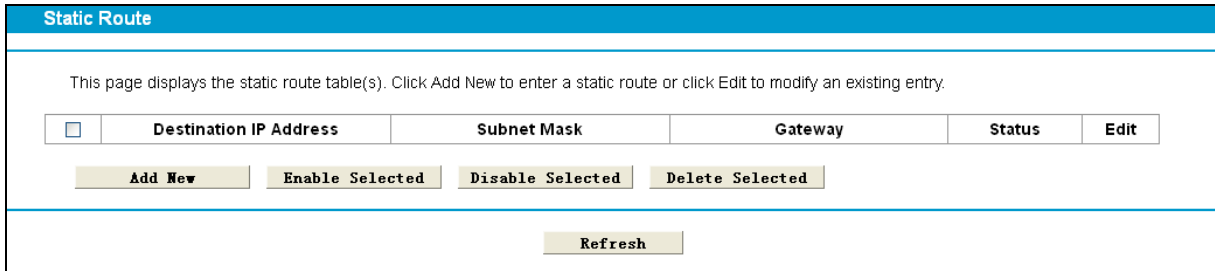 Static Route
This page displays the static route table(s). Click Add New to enter a static route or click Edit to modify an existing entry.
Destination IP Address Subnet Mask Gateway Status Edit
Add New Enable Selected Disable Selected Delete Selected
Refresh